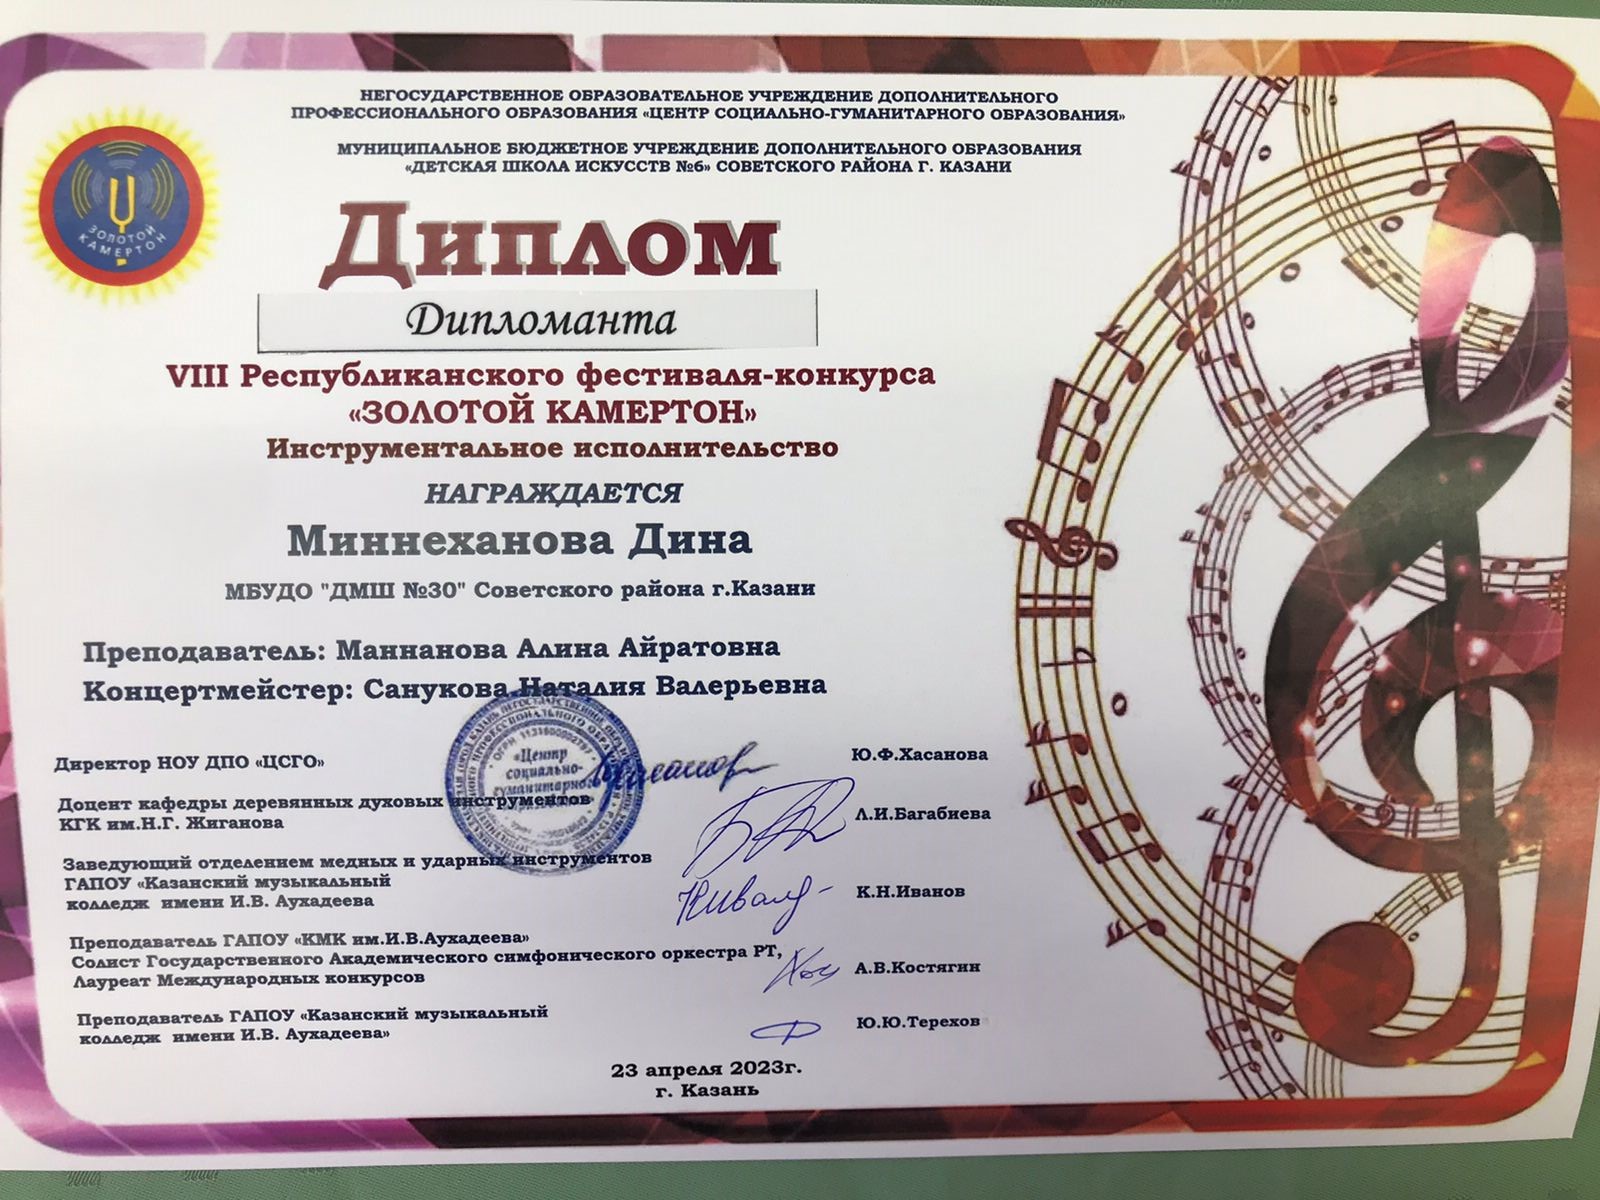 НЕГОСУДАРСТВЕННОЕ ОБРАЗОВАТЕЛЬНОЕ УЧРЕЖДЕНИЕ ДОПОЛНИТЕЛЬНОГО
ПРОФЕССИОНАЛЬНОГО ОБРАЗОВАНИЯ «ЦЕНТР СОЦИАЛЬНО-ГУМАНИТАРНОГО ОБРАЗОВАНИЯ»
МУНИЦИПАЛЬНОЕ БЮДЖЕТНОЕ УЧРЕЖДЕНИЕ ДОПОЛНИТЕЛЬНОГО ОБРАЗОВАНИЯ
«ДЕТСКАЯ ШКОЛА ИСКУССТВ №6» СОВЕТСКОГО РАЙОНА Г. КАЗАНИ
ЗОЛОТОЙ
КАМЕРТОН
Диплом
Дипломанта
VIII Республиканского фестиваля-конкурса
«ЗОЛОТОЙ КАМЕРТОН»
Инструментальное исполнительство
НАГРАЖДАЕТСЯ
Миннеханова Дина
МБУДО "ДМШ №30" Советского района г.Казани
Преподаватель: Маннанова Алина Айратовна
Концертмейстер: Санукова Наталия Валерьевна
«Центр
социально-
гуманитарного
Директор НОУ ДПО «ЦСГО» Ю.Ф.Хасанова
Доцент кафедры деревянных духовых инструментов
КГК им.Н.Г. Жиганова Л.И.Багабиева
Заведующий отделением медных и ударных инструментов
ГАПОУ «Казанский музыкальный
колледж имени И.В. Аухадеева К.Н.Иванов
Преподаватель ГАПОУ «КМК им.И.В.Аухадеева»
Солист Государственного Академического симфонического оркестра РТ,
Лауреат Международных конкурсов А.В.Костягин
Преподаватель ГАПОУ «Казанский музыкальный
колледж имени И.В. Аухадеева» Ю.Ю.Терехов
23 апреля 2023г.
г. Казань